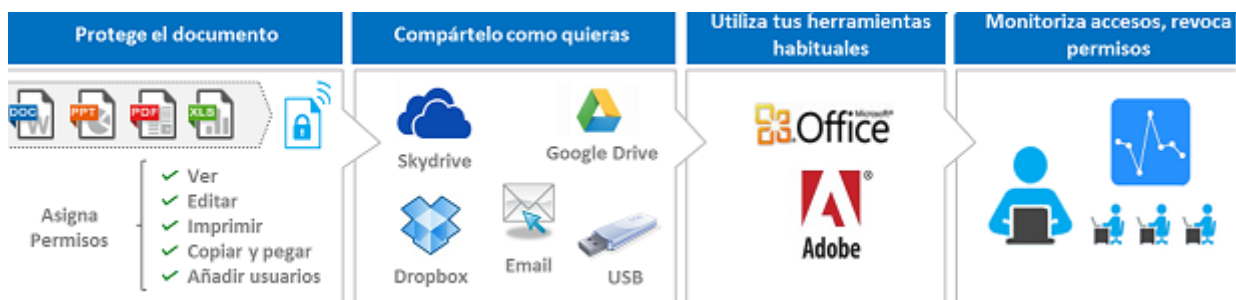 Protege el documento
DOC
PPT
PDF
XLS
Asigna
Permisos
Ver
Editar
Imprimir
Copiar y pegar
Añadir usuarios
Compártelo como quieras
Skydrive
Google Drive
Dropbox
Email
USB
Utiliza tus herramientas
habituales
Microsoft®
Office
®
Adobe
Monitoriza accesos, revoca
permisos